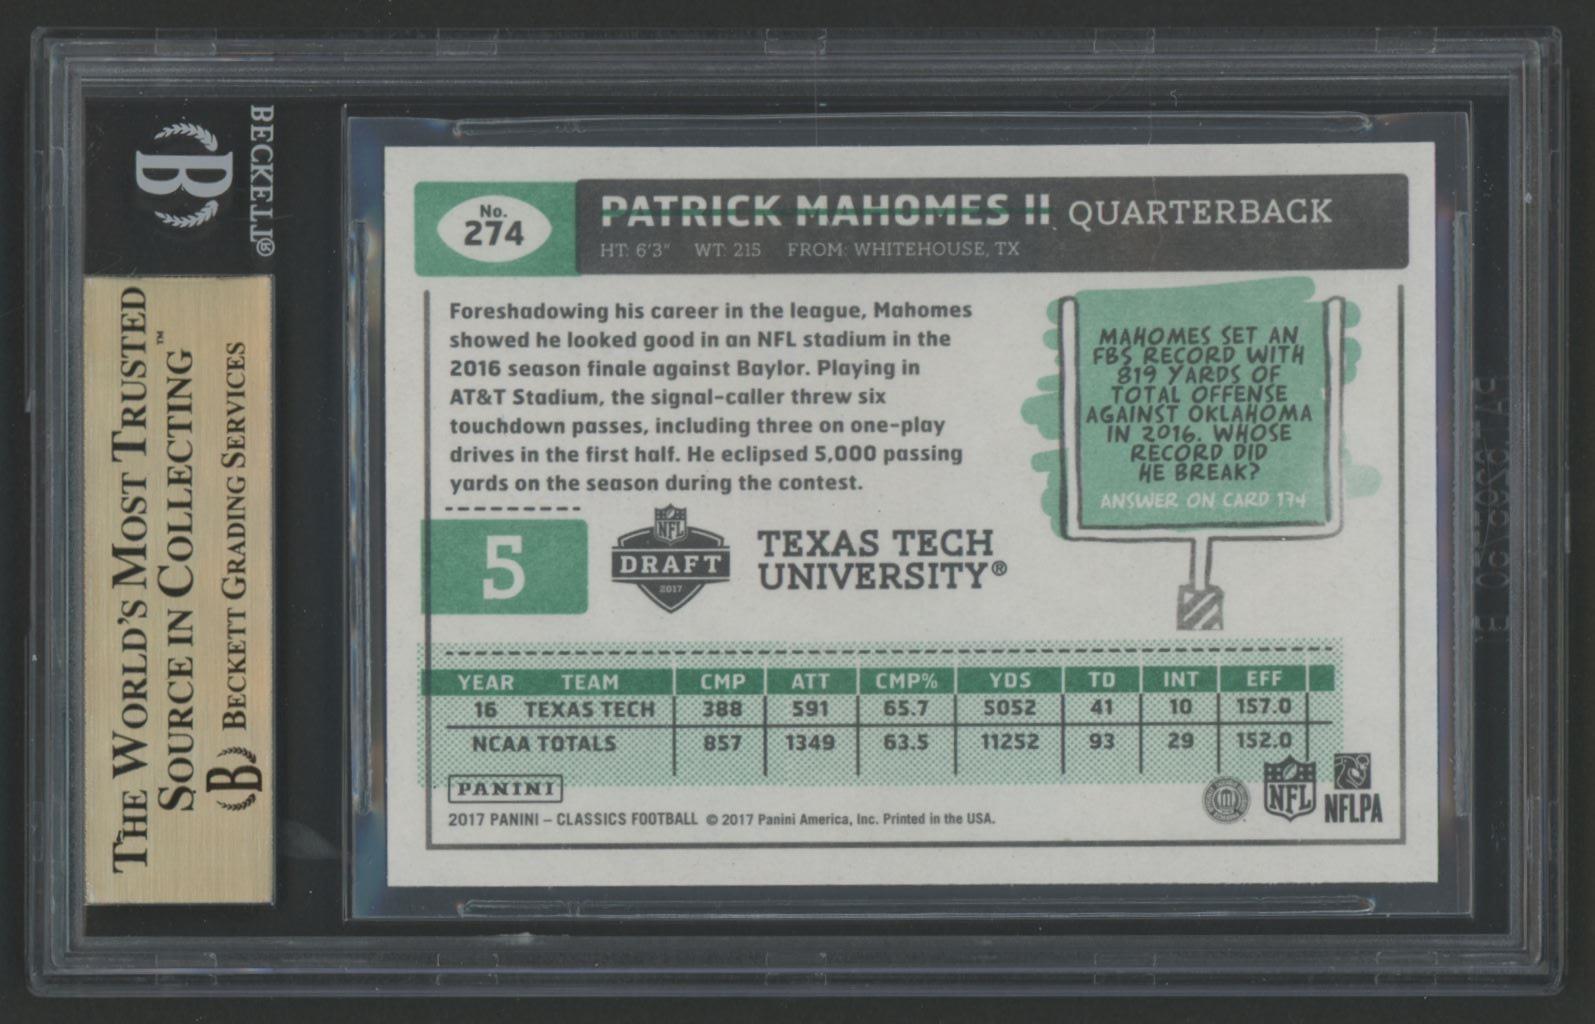 BECKETT®
B
THE WORLD'S MOST TRUSTED
SOURCE IN COLLECTING™
B BECKETT GRADING SERVICES
No.
274
PATRICK MAHOMES II QUARTERBACK
HT: 6'3" WT: 215 FROM: WHITEHOUSE, TX
Foreshadowing his career in the league, Mahomes
showed he looked good in an NFL stadium in the
2016 season finale against Baylor. Playing in
AT&T Stadium, the signal-caller threw six
touchdown passes, including three on one-play
drives in the first half. He eclipsed 5,000 passing
yards on the season during the contest.
MAHOMES SET AN
FBS RECORD WITH
819 YARDS OF
TOTAL OFFENSE
AGAINST OKLAHOMA
IN 2016. WHOSE
RECORD DID
HE BREAK?
ANSWER ON CARD 174
5
NFL
DRAFT
2017
TEXAS TECH
UNIVERSITY®
YEAR TEAM CMP ATT CMP% YDS TD INT EFF
16 TEXAS TECH 388 591 65.7 5052 41 10 157.0
NCAA TOTALS 857 1349 63.5 11252 93 29 152.0
PANINI
2017 PANINI – CLASSICS FOOTBALL © 2017 Panini America, Inc. Printed in the USA.
NFL
NFLPA